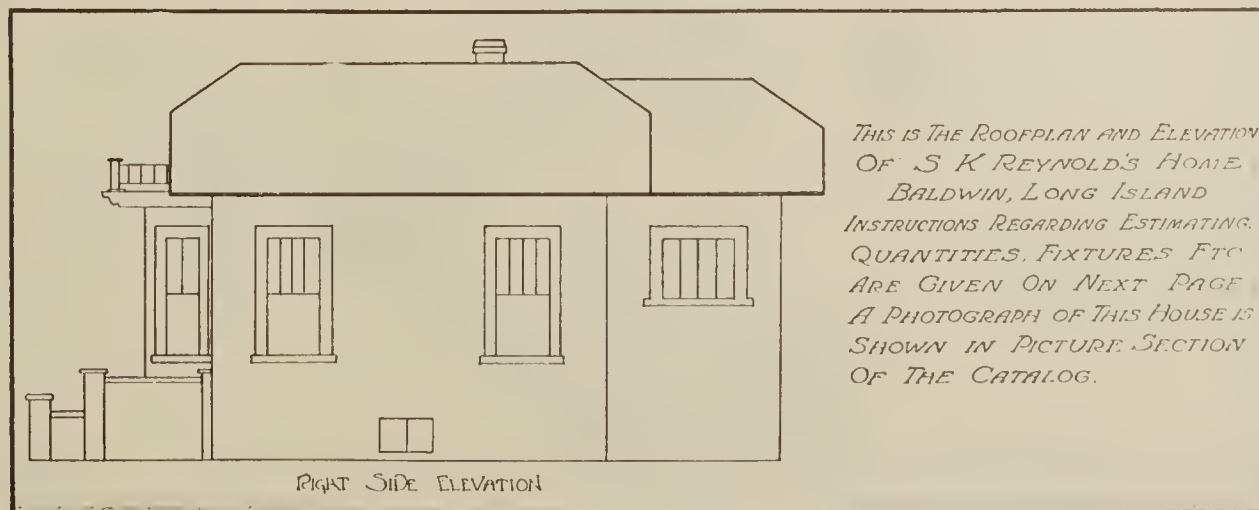 THIS IS THE ROOFPLAN AND ELEVATION
OF S K REYNOLD'S HOME
BALDWIN, LONG ISLAND
INSTRUCTIONS REGARDING ESTIMATING.
QUANTITIES, FIXTURES ETC
ARE GIVEN ON NEXT PAGE
A PHOTOGRAPH OF THIS HOUSE IS
SHOWN IN PICTURE SECTION
OF THE CATALOG.
RIGHT SIDE ELEVATION